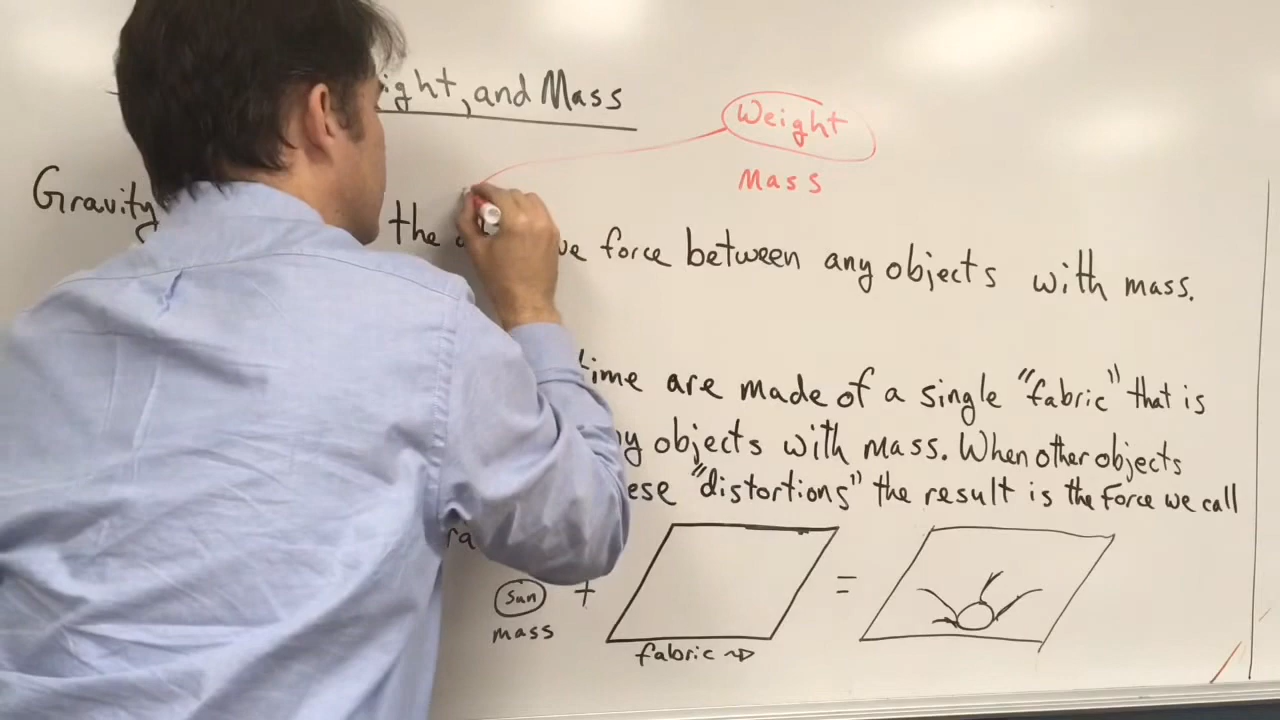 ight, and Mass
Weight
Mass
Gravity the ve force between any objects with mass.
time are made of a single "fabric" that is
y objects with mass. When other objects
ese "distortions" the result is the force we call
ra
Sun + =
mass
fabric →